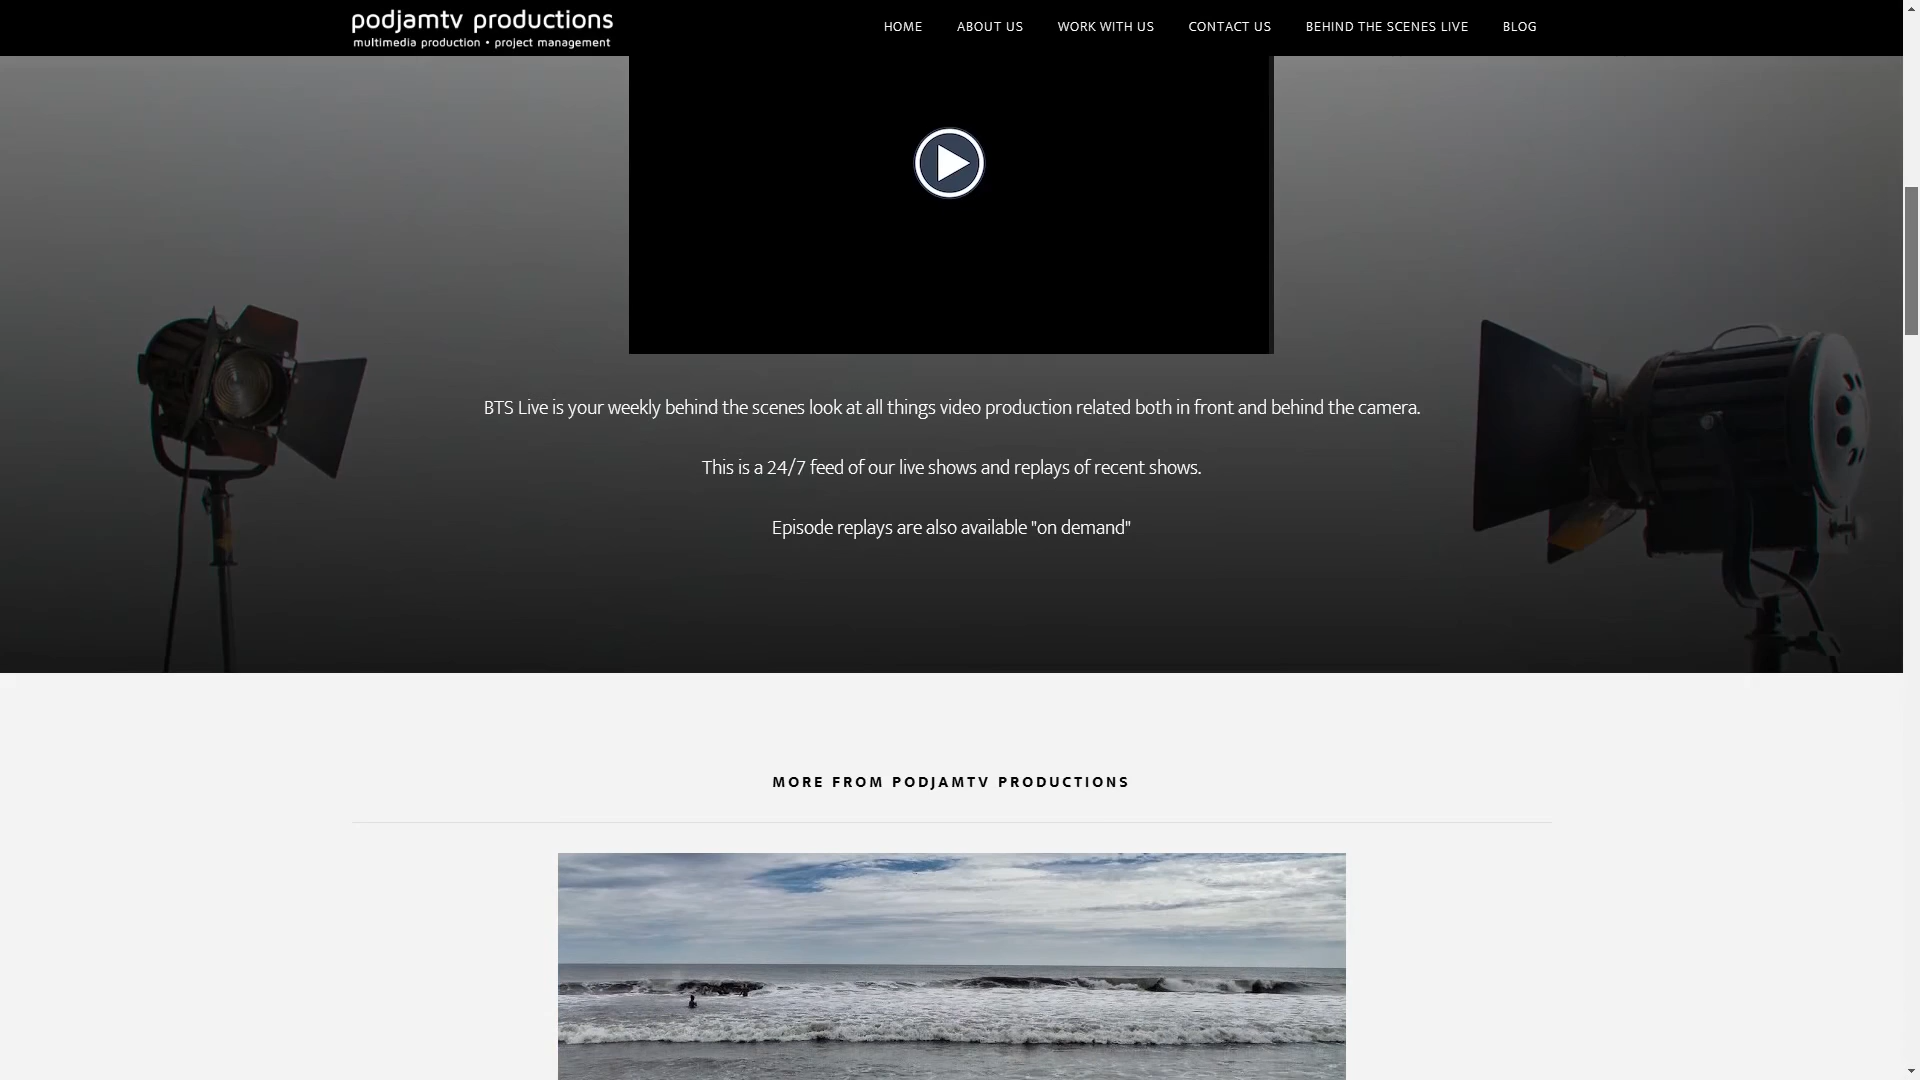 podjamtv productions
multimedia production • project management
HOME
ABOUT US
WORK WITH US
CONTACT US
BEHIND THE SCENES LIVE
BLOG
BTS Live is your weekly behind the scenes look at all things video production related both in front and behind the camera.
This is a 24/7 feed of our live shows and replays of recent shows.
Episode replays are also available "on demand"
MORE FROM PODJAMTV PRODUCTIONS